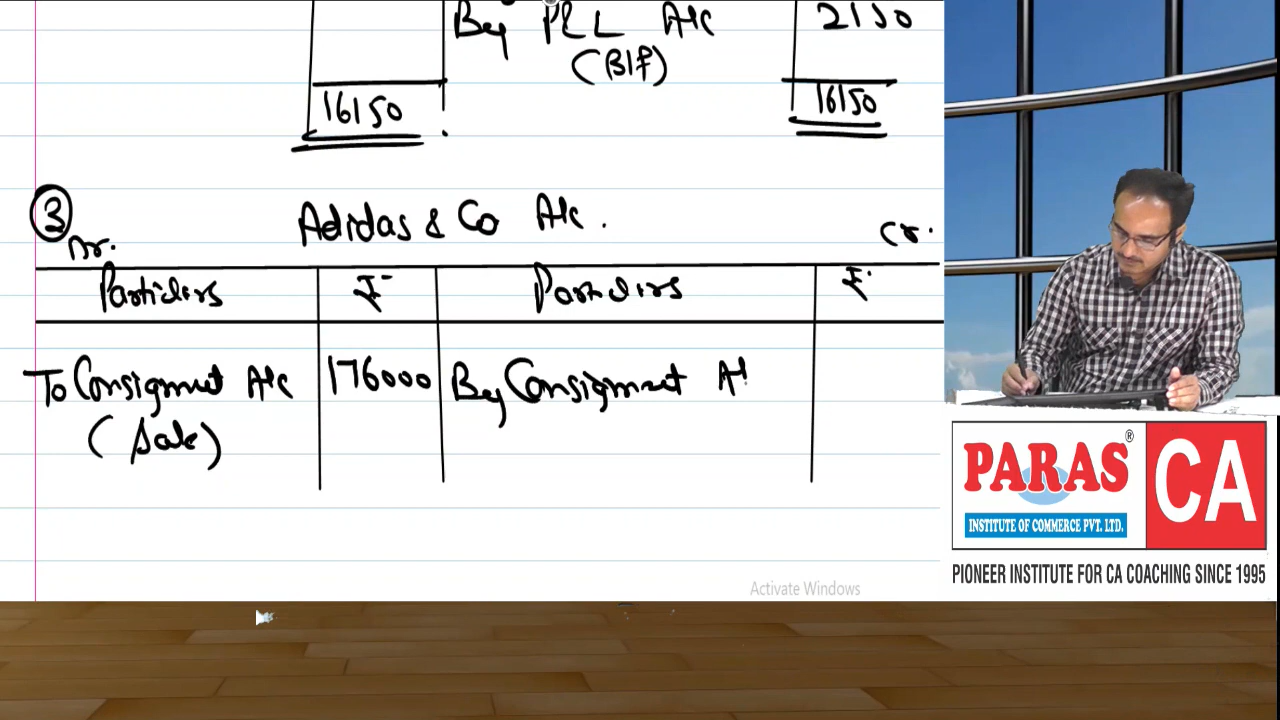 By P&L A/c 2150
(B/f)
16150 16150
3 Adidas & Co A/c.
Dr. Cr.
Particulars ₹ Particulars ₹
To Consignment A/c 176000 By Consignment A/
(Sale)
PARAS®
INSTITUTE OF COMMERCE PVT. LTD.
CA
PIONEER INSTITUTE FOR CA COACHING SINCE 1995
Activate Windows